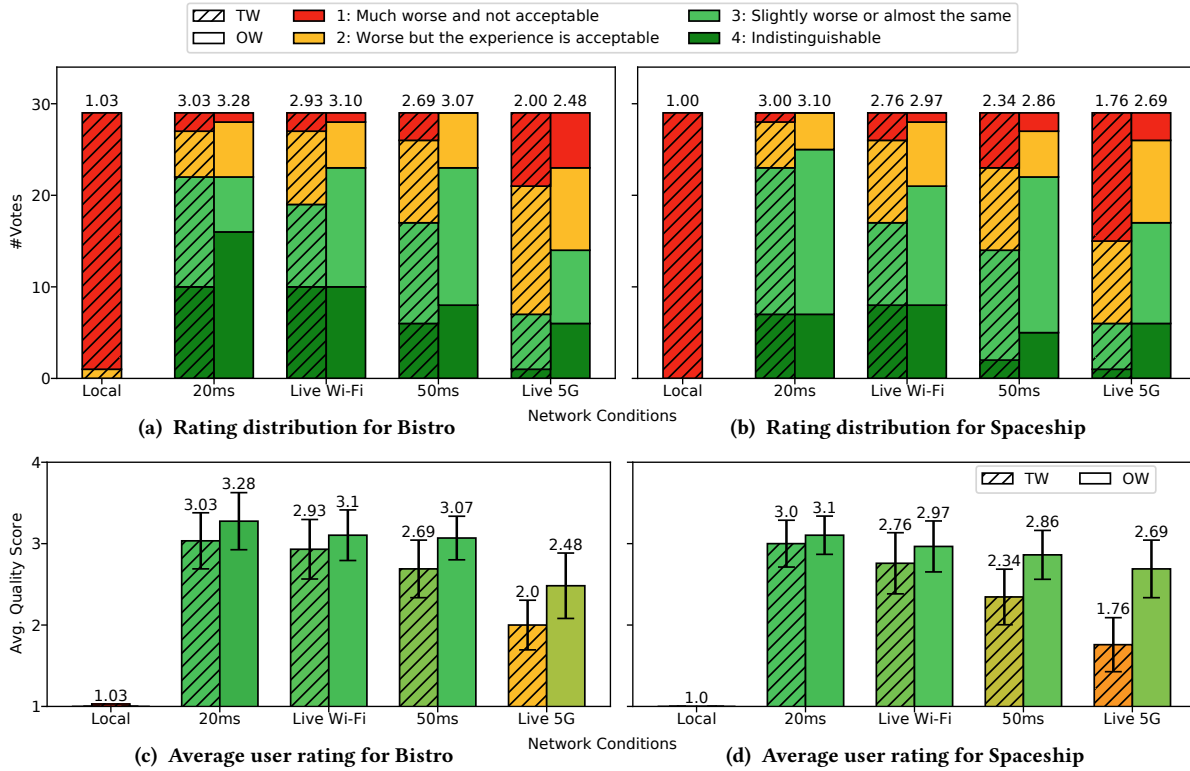 TW
OW
1: Much worse and not acceptable
2: Worse but the experience is acceptable
3: Slightly worse or almost the same
4: Indistinguishable
#Votes
30
20
10
0
1.03
3.03 3.28
2.93 3.10
2.69 3.07
2.00 2.48
Local
20ms
Live Wi-Fi
50ms
Live 5G
1.00
3.00 3.10
2.76 2.97
2.34 2.86
1.76 2.69
Local
20ms
Live Wi-Fi
50ms
Live 5G
Network Conditions
(a) Rating distribution for Bistro
(b) Rating distribution for Spaceship
Avg. Quality Score
4
3
2
1
1.03
3.03
3.28
2.93
3.1
2.69
3.07
2.0
2.48
Local
20ms
Live Wi-Fi
50ms
Live 5G
TW
OW
1.0
3.0
3.1
2.76
2.97
2.34
2.86
1.76
2.69
Local
20ms
Live Wi-Fi
50ms
Live 5G
Network Conditions
(c) Average user rating for Bistro
(d) Average user rating for Spaceship